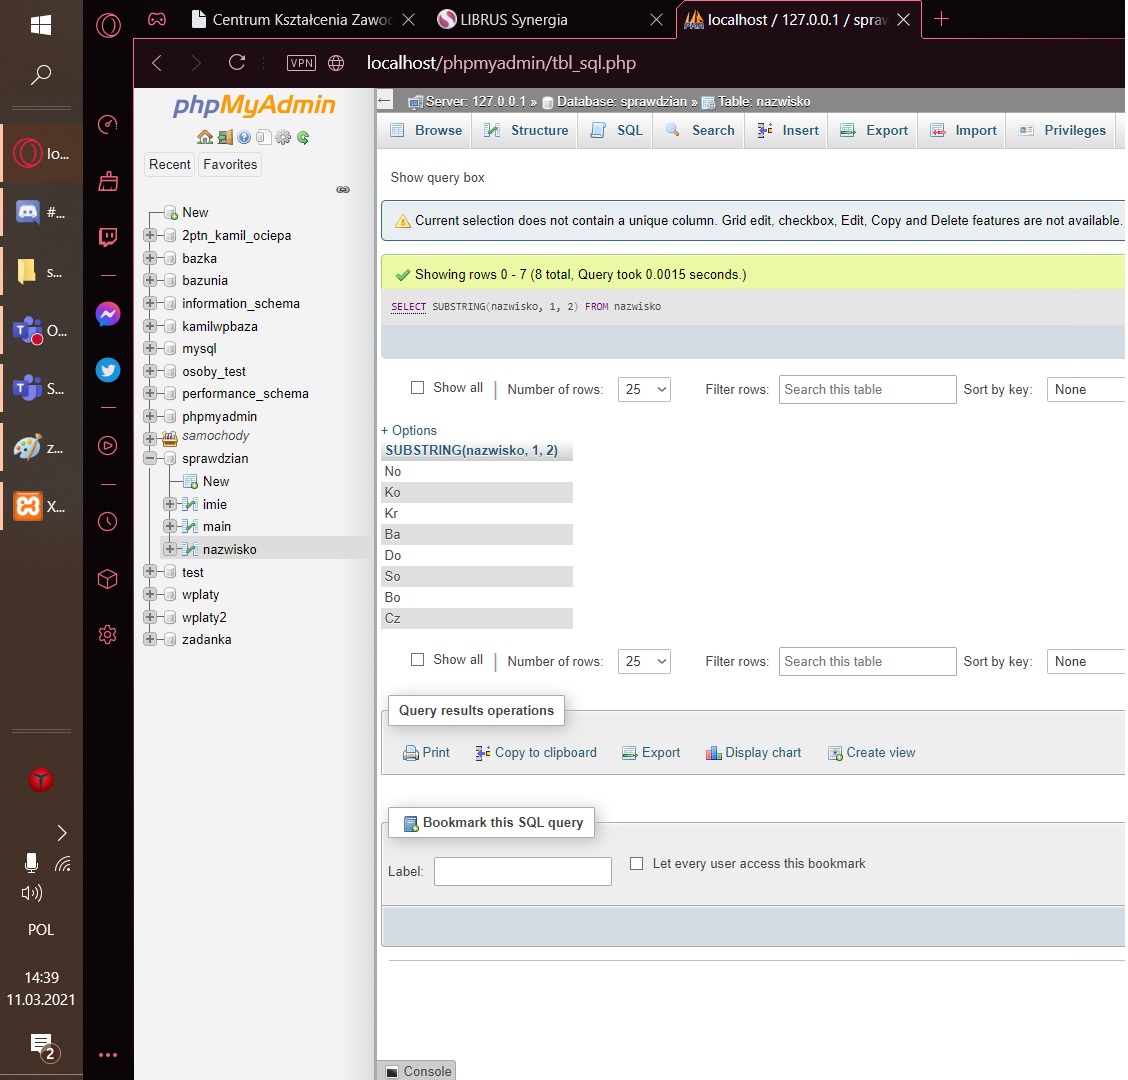 Centrum Kształcenia Zawo
LIBRUS Synergia
localhost / 127.0.0.1 / spraw
VPN
localhost/phpmyadmin/tbl_sql.php
lo...
#...
s...
O...
S...
z...
X...
POL
14:39
11.03.2021
2
phpMyAdmin
Recent
Favorites
New
2ptn_kamil_ociepa
bazka
bazunia
information_schema
kamilwpbaza
mysql
osoby_test
performance_schema
phpmyadmin
samochody
sprawdzian
New
imie
main
nazwisko
test
wplaty
wplaty2
zadanka
Server: 127.0.0.1 » Database: sprawdzian » Table: nazwisko
Browse Structure SQL Search Insert Export Import Privileges
Show query box
Current selection does not contain a unique column. Grid edit, checkbox, Edit, Copy and Delete features are not available.
Showing rows 0 - 7 (8 total, Query took 0.0015 seconds.)
SELECT SUBSTRING(nazwisko, 1, 2) FROM nazwisko
Show all | Number of rows: 25 Filter rows: Search this table Sort by key: None
+ Options
SUBSTRING(nazwisko, 1, 2)
No
Ko
Kr
Ba
Do
So
Bo
Cz
Show all | Number of rows: 25 Filter rows: Search this table Sort by key: None
Query results operations
Print Copy to clipboard Export Display chart Create view
Bookmark this SQL query
Label: Let every user access this bookmark
Console